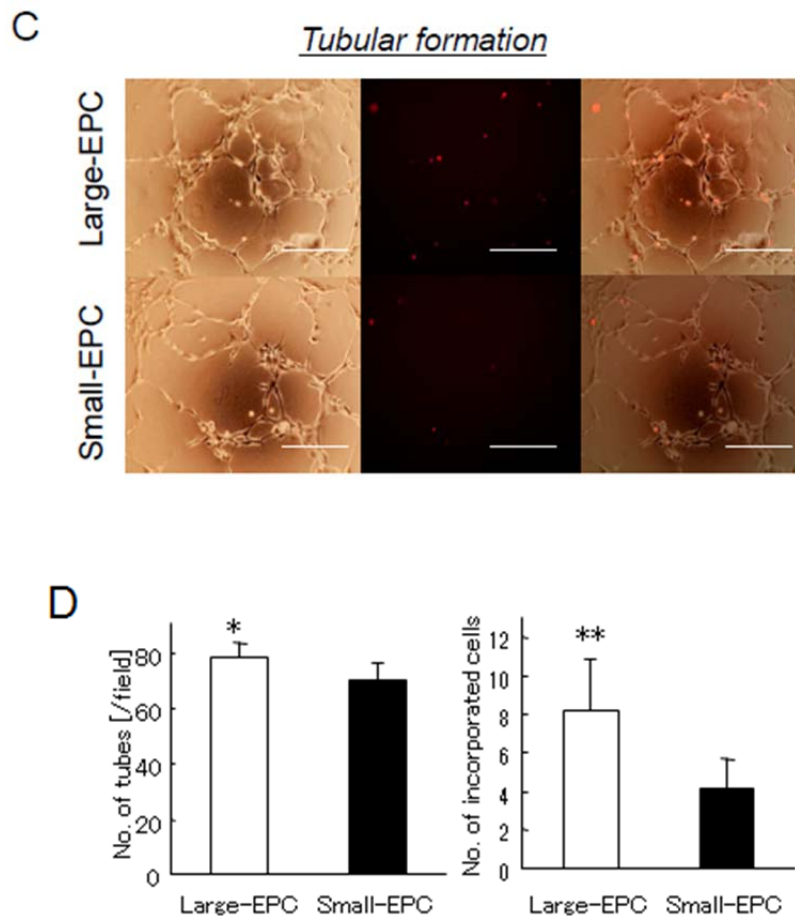 C
Tubular formation
Large-EPC
Small-EPC
D
No. of tubes [/field]
80
60
40
20
0
*
Large-EPC Small-EPC
No. of incorporated cells
12
10
8
6
4
2
0
**
Large-EPC Small-EPC